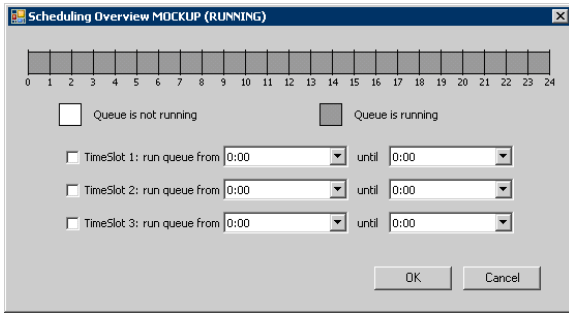 Scheduling Overview MOCKUP (RUNNING)
0 1 2 3 4 5 6 7 8 9 10 11 12 13 14 15 16 17 18 19 20 21 22 23 24
Queue is not running Queue is running
TimeSlot 1: run queue from 0:00 until 0:00
TimeSlot 2: run queue from 0:00 until 0:00
TimeSlot 3: run queue from 0:00 until 0:00
OK Cancel